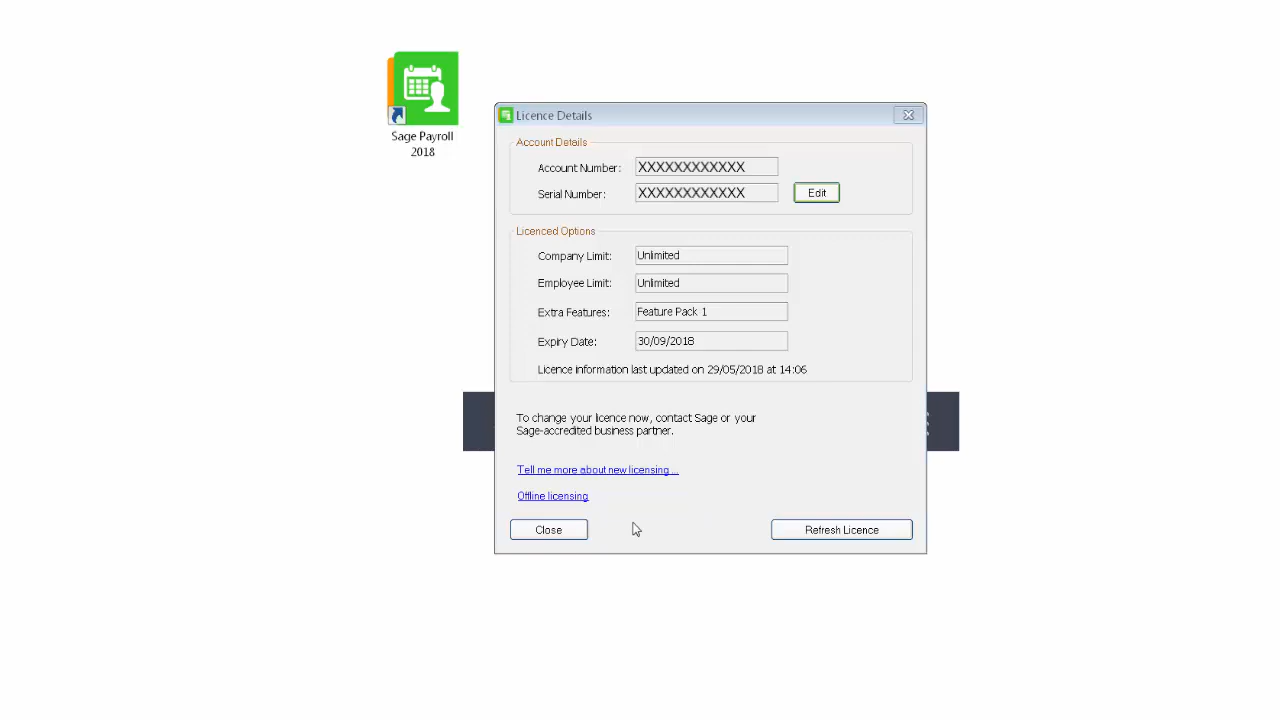 Sage Payroll
2018
Licence Details
Account Details
Account Number: XXXXXXXXXXXX
Serial Number: XXXXXXXXXXXX Edit
Licenced Options
Company Limit: Unlimited
Employee Limit: Unlimited
Extra Features: Feature Pack 1
Expiry Date: 30/09/2018
Licence information last updated on 29/05/2018 at 14:06
To change your licence now, contact Sage or your
Sage-accredited business partner.
Tell me more about new licensing ...
Offline licensing
Close Refresh Licence